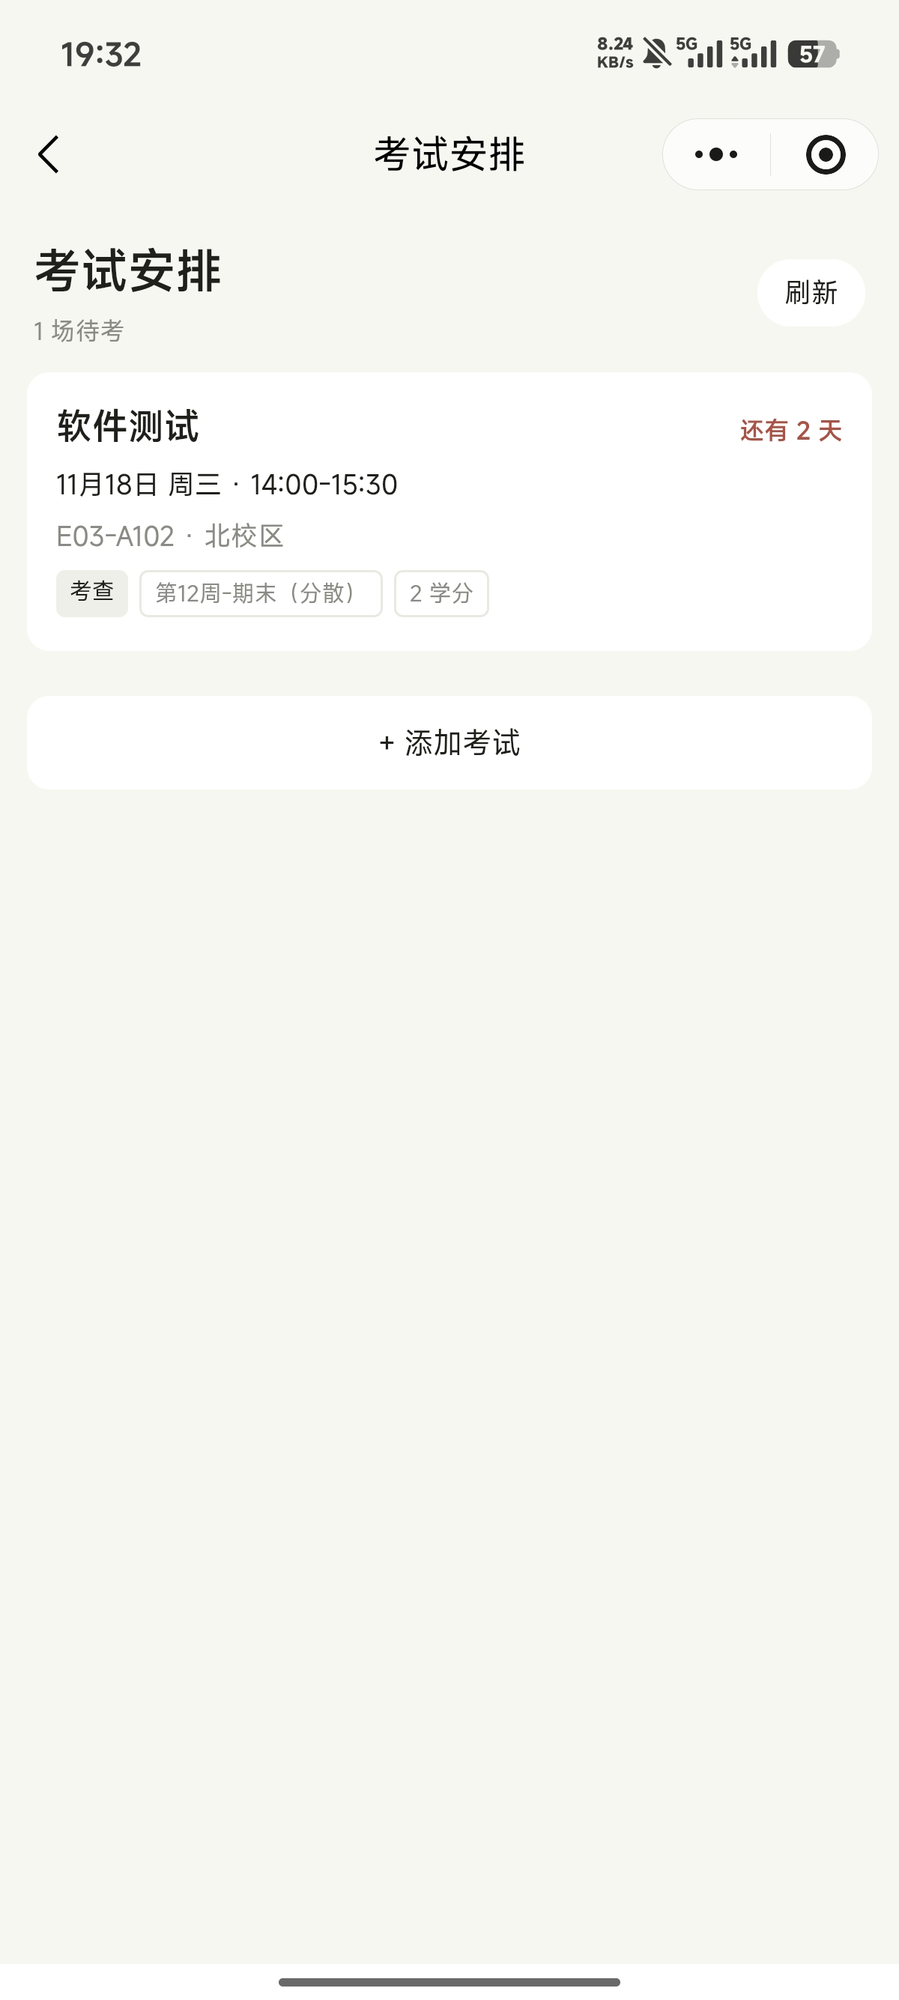 19:32
8.24 KB/s 5G 5G 57
考试安排
考试安排
刷新
1 场待考
软件测试
还有 2 天
11月18日 周三 · 14:00-15:30
E03-A102 · 北校区
考查 第12周-期末（分散） 2 学分
+ 添加考试